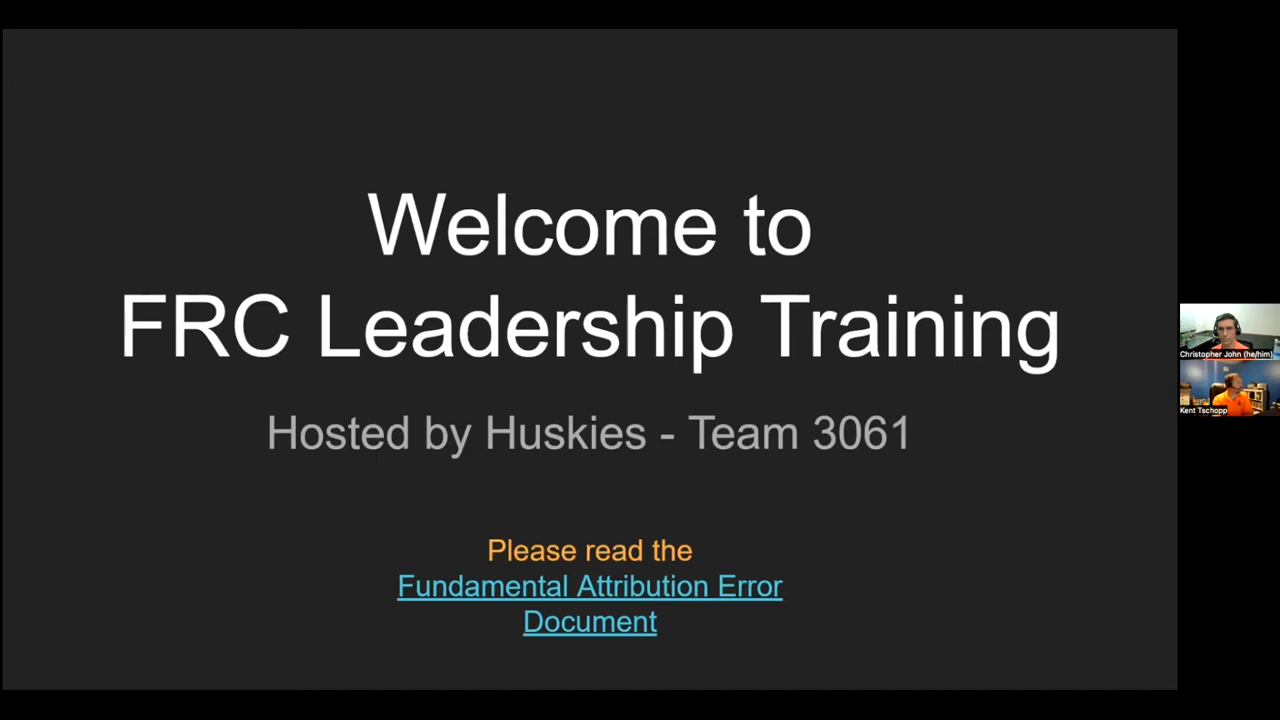 Welcome to
FRC Leadership Training
Hosted by Huskies - Team 3061
Please read the
Fundamental Attribution Error
Document
Christopher John (he/him)
Kent Tschopp